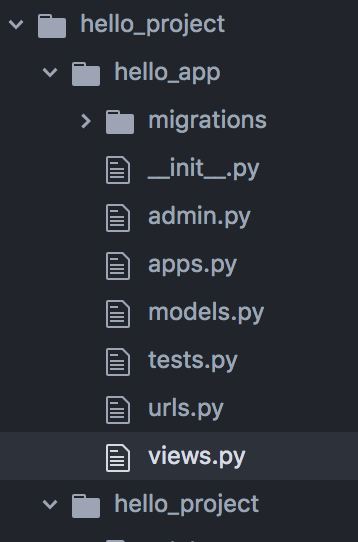 hello_project
hello_app
migrations
__init__.py
admin.py
apps.py
models.py
tests.py
urls.py
views.py
hello_project